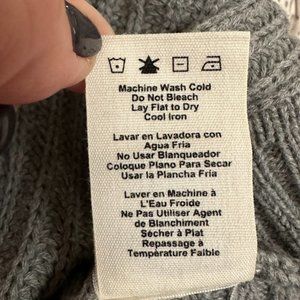 Machine Wash Cold
Do Not Bleach
Lay Flat to Dry
Cool Iron
Lavar en Lavadora con
Agua Fria
No Usar Blanqueador
Coloque Plano Para Secar
Usar la Plancha Fría
Laver en Machine à
L'Eau Froide
Ne Pas Utiliser Agent
de Blanchiment
Sècher à Plat
Repassage à
Température Faible